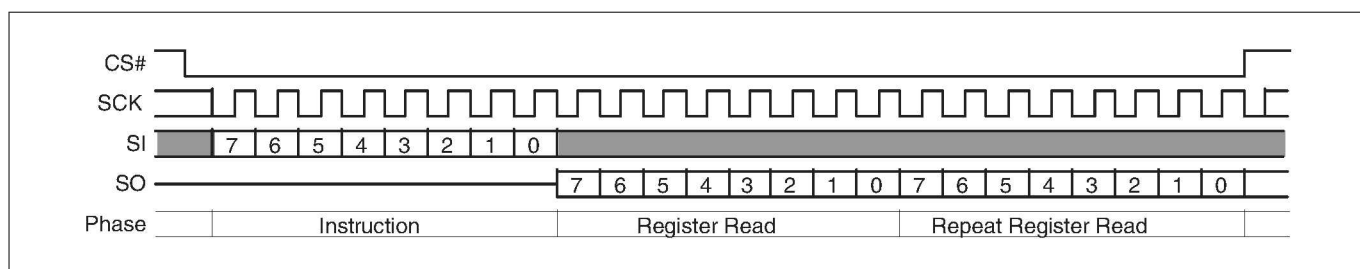 CS#
SCK
SI 7 6 5 4 3 2 1 0
SO 7 6 5 4 3 2 1 0 7 6 5 4 3 2 1 0
Phase Instruction Register Read Repeat Register Read